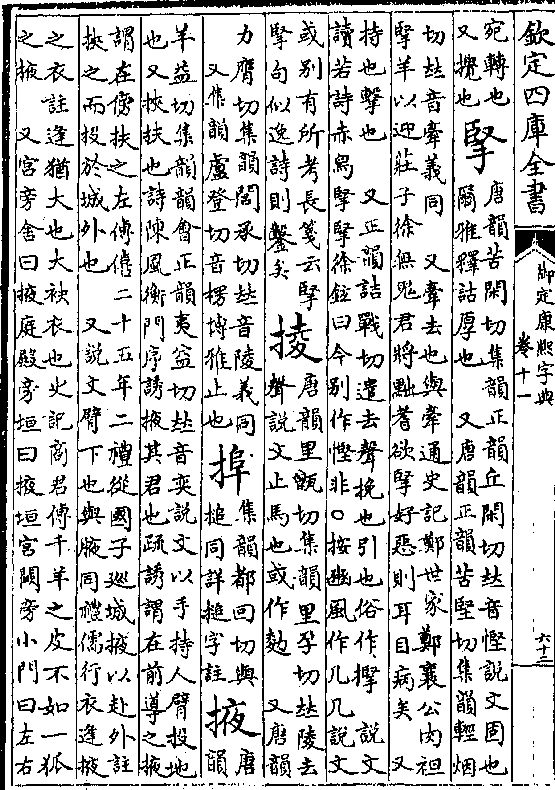 欽定四庫全書
御定康熙字典
卷十一
六十三
宛轉也
又攪也
掔
唐韻苦閑切集韻正韻丘閑切𠀤音慳說文固也
爾雅釋詁厚也 又唐韻正韻苦堅切集韻輕烟
切𠀤音牽義同 又牽去也與牽通史記鄭世家鄭襄公肉袒
掔羊以迎莊子徐無鬼君將黜耆欲掔好惡則耳目病矣 又
持也擊也 又正韻詰戰切遣去聲挽也引也俗作摼 說文
讀若詩赤舄掔掔徐鉉曰今別作慳非○按豳風作几几說文
或別有所考長箋云掔
掔句似逸詩則鑿矣
掕
唐韻里甑切集韻里孕切𠀤陵去
聲說文止馬也或作㔁 又唐韻
力膺切集韻閭承切𠀤音陵義同
又集韻盧登切音楞博雅止也
㨃
集韻都回切與
搥同詳搥字註
掖
唐韻
羊益切集韻韻會正韻夷益切𠀤音奕說文以手持人臂投地
也又挾扶也詩陳風衡門序誘掖其君也疏誘謂在前導之掖
謂在傍扶之左傳僖二十五年二禮從國子巡城掖以赴外註
挾之而投於城外也 又說文臂下也與腋同禮儒行衣逢掖
之衣註逢猶大也大袂衣也史記商君傳千羊之皮不如一狐
之掖 又宮旁舍曰掖庭殿旁垣曰掖垣宮闕旁小門曰左右